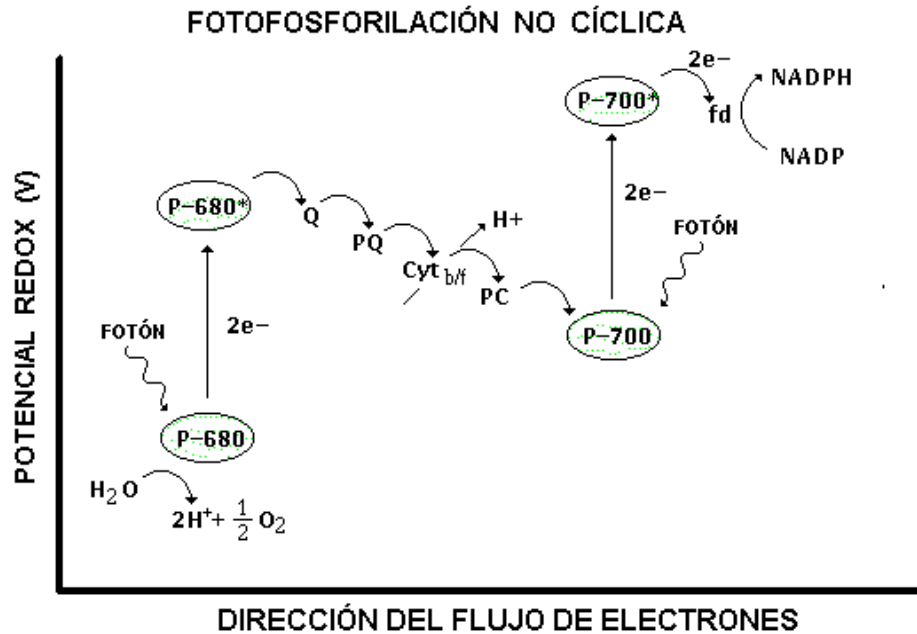 FOTOFOSFORILACIÓN NO CÍCLICA
POTENCIAL REDOX (V)
2e−
NADPH
P−700*
fd
NADP
P−680*
2e−
Q
H+
FOTÓN
PQ
Cyt b/f
PC
P−700
FOTÓN
2e−
P−680
H₂O
2H⁺+ 1/2 O₂
DIRECCIÓN DEL FLUJO DE ELECTRONES